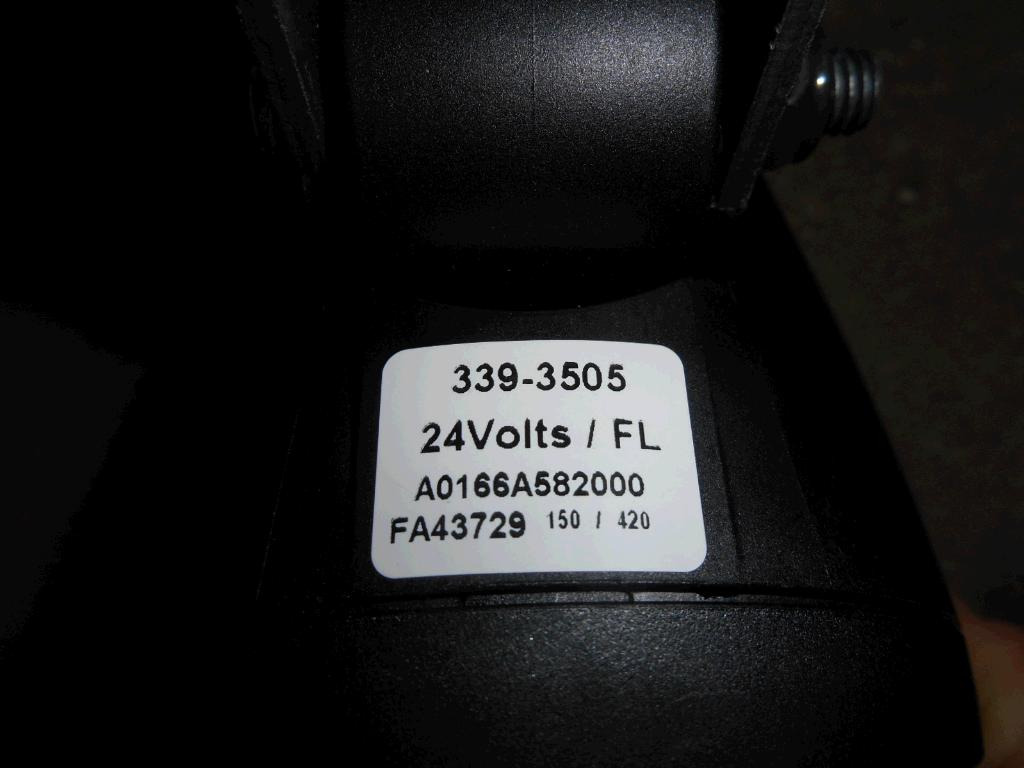 339-3505
24Volts / FL
A0166A582000
FA43729 150 / 420